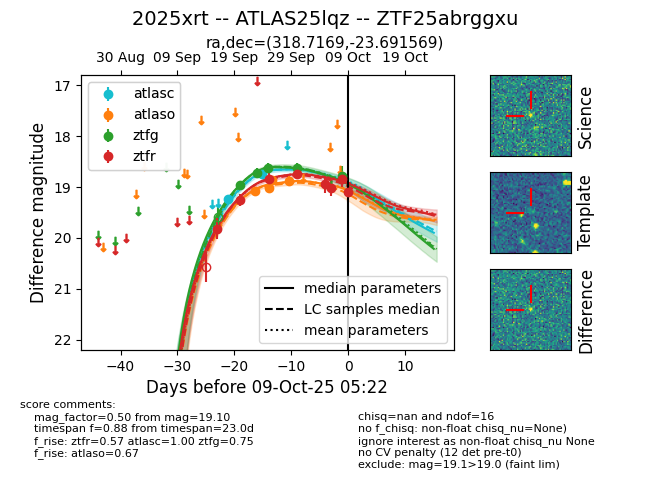 2025xrt -- ATLAS25lqz -- ZTF25abrggxu
ra,dec=(318.7169,-23.691569)
30 Aug 09 Sep 19 Sep 29 Sep 09 Oct 19 Oct
atlasc
atlaso
ztfg
ztfr
17
18
19
20
21
22
Difference magnitude
median parameters
LC samples median
mean parameters
−40 −30 −20 −10 0 10
Days before 09-Oct-25 05:22
Science
Template
Difference
score comments:
mag_factor=0.50 from mag=19.10
timespan f=0.88 from timespan=23.0d
f_rise: ztfr=0.57 atlasc=1.00 ztfg=0.75
f_rise: atlaso=0.67
chisq=nan and ndof=16
no f_chisq: non-float chisq_nu=None)
ignore interest as non-float chisq_nu None
no CV penalty (12 det pre-t0)
exclude: mag=19.1>19.0 (faint lim)